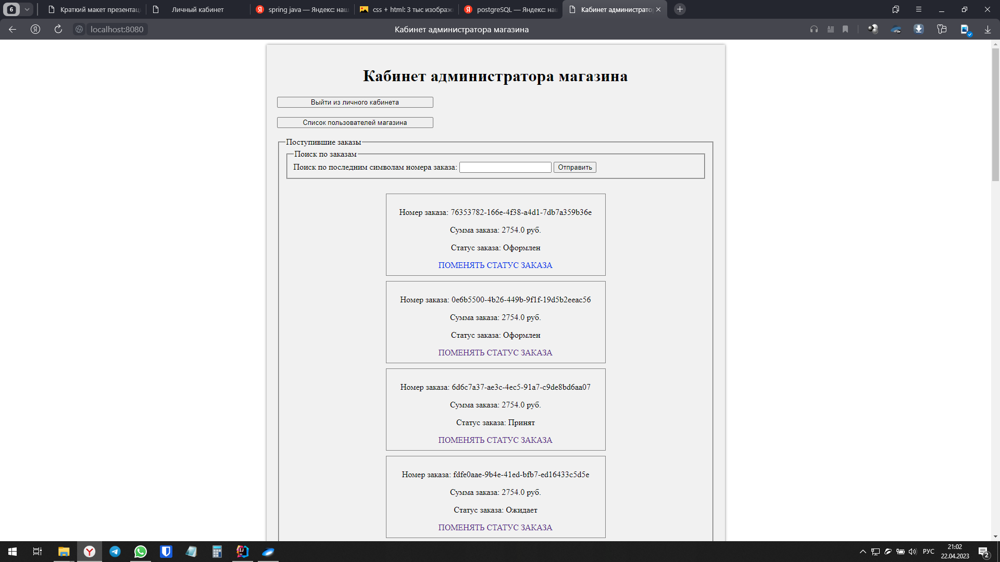 6
Краткий макет презентац
Личный кабинет
spring java — Яндекс: наш
css + html: 3 тыс изображ
postgreSQL — Яндекс: наш
Кабинет администратор
localhost:8080
Кабинет администратора магазина
Кабинет администратора магазина
Выйти из личного кабинета
Список пользователей магазина
Поступившие заказы
Поиск по заказам
Поиск по последним символам номера заказа:
Отправить
Номер заказа: 76353782-166e-4f38-a4d1-7db7a359b36e
Сумма заказа: 2754.0 руб.
Статус заказа: Оформлен
ПОМЕНЯТЬ СТАТУС ЗАКАЗА
Номер заказа: 0e6b5500-4b26-449b-9f1f-19d5b2eeac56
Сумма заказа: 2754.0 руб.
Статус заказа: Оформлен
ПОМЕНЯТЬ СТАТУС ЗАКАЗА
Номер заказа: 6d6c7a37-ae3c-4ec5-91a7-c9de8bd6aa07
Сумма заказа: 2754.0 руб.
Статус заказа: Принят
ПОМЕНЯТЬ СТАТУС ЗАКАЗА
Номер заказа: fdfe0aae-9b4e-41ed-bfb7-ed16433c5d5e
Сумма заказа: 2754.0 руб.
Статус заказа: Ожидает
ПОМЕНЯТЬ СТАТУС ЗАКАЗА
РУС
21:02
22.04.2023
2